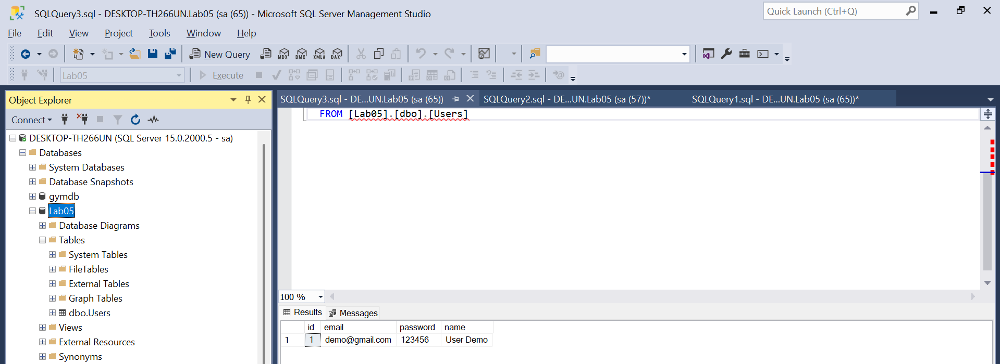 SQLQuery3.sql - DESKTOP-TH266UN.Lab05 (sa (65)) - Microsoft SQL Server Management Studio
Quick Launch (Ctrl+Q)
File Edit View Project Tools Window Help
New Query MDX DMX XMLA DAX
Lab05 Execute
Object Explorer
Connect
DESKTOP-TH266UN (SQL Server 15.0.2000.5 - sa)
Databases
System Databases
Database Snapshots
gymdb
Lab05
Database Diagrams
Tables
System Tables
FileTables
External Tables
Graph Tables
dbo.Users
Views
External Resources
Synonyms
SQLQuery3.sql - DE...UN.Lab05 (sa (65)) SQLQuery2.sql - DE...UN.Lab05 (sa (57))* SQLQuery1.sql - DE...UN.Lab05 (sa (65))*
FROM [Lab05].[dbo].[Users]
100 %
Results Messages
id email password name
1 1 demo@gmail.com 123456 User Demo